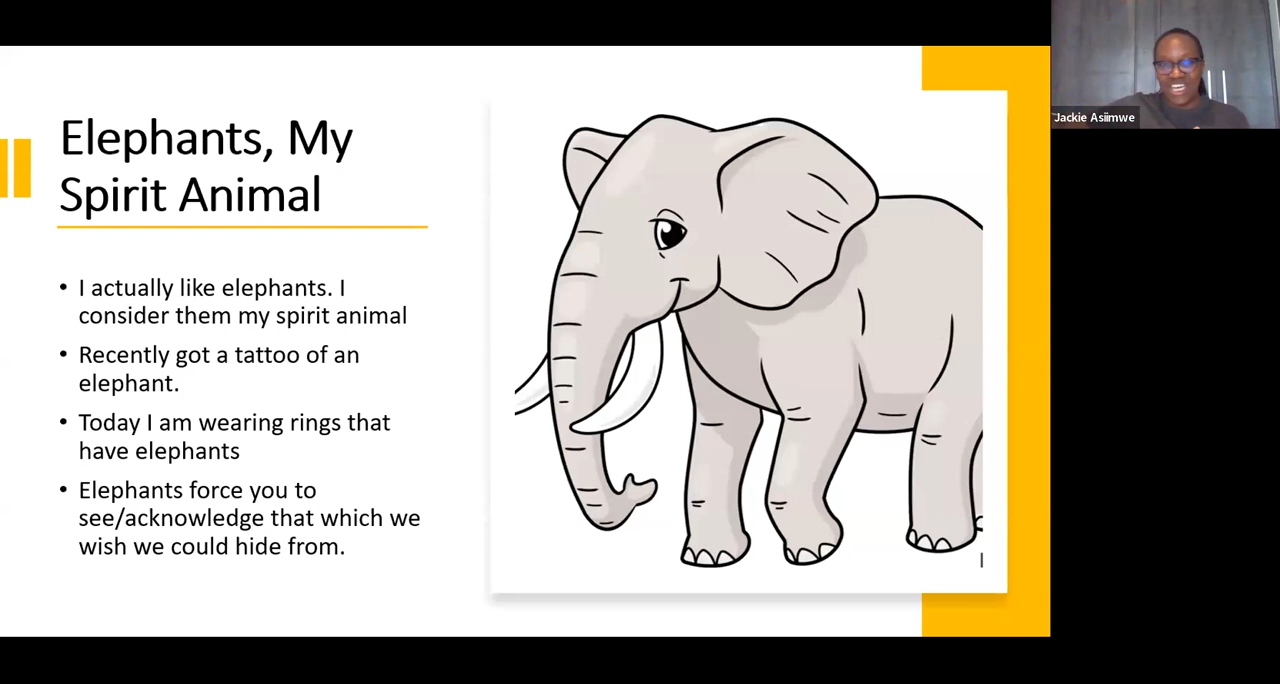 Elephants, My
Spirit Animal
• I actually like elephants. I
consider them my spirit animal
• Recently got a tattoo of an
elephant.
• Today I am wearing rings that
have elephants
• Elephants force you to
see/acknowledge that which we
wish we could hide from.
Jackie Asiimwe